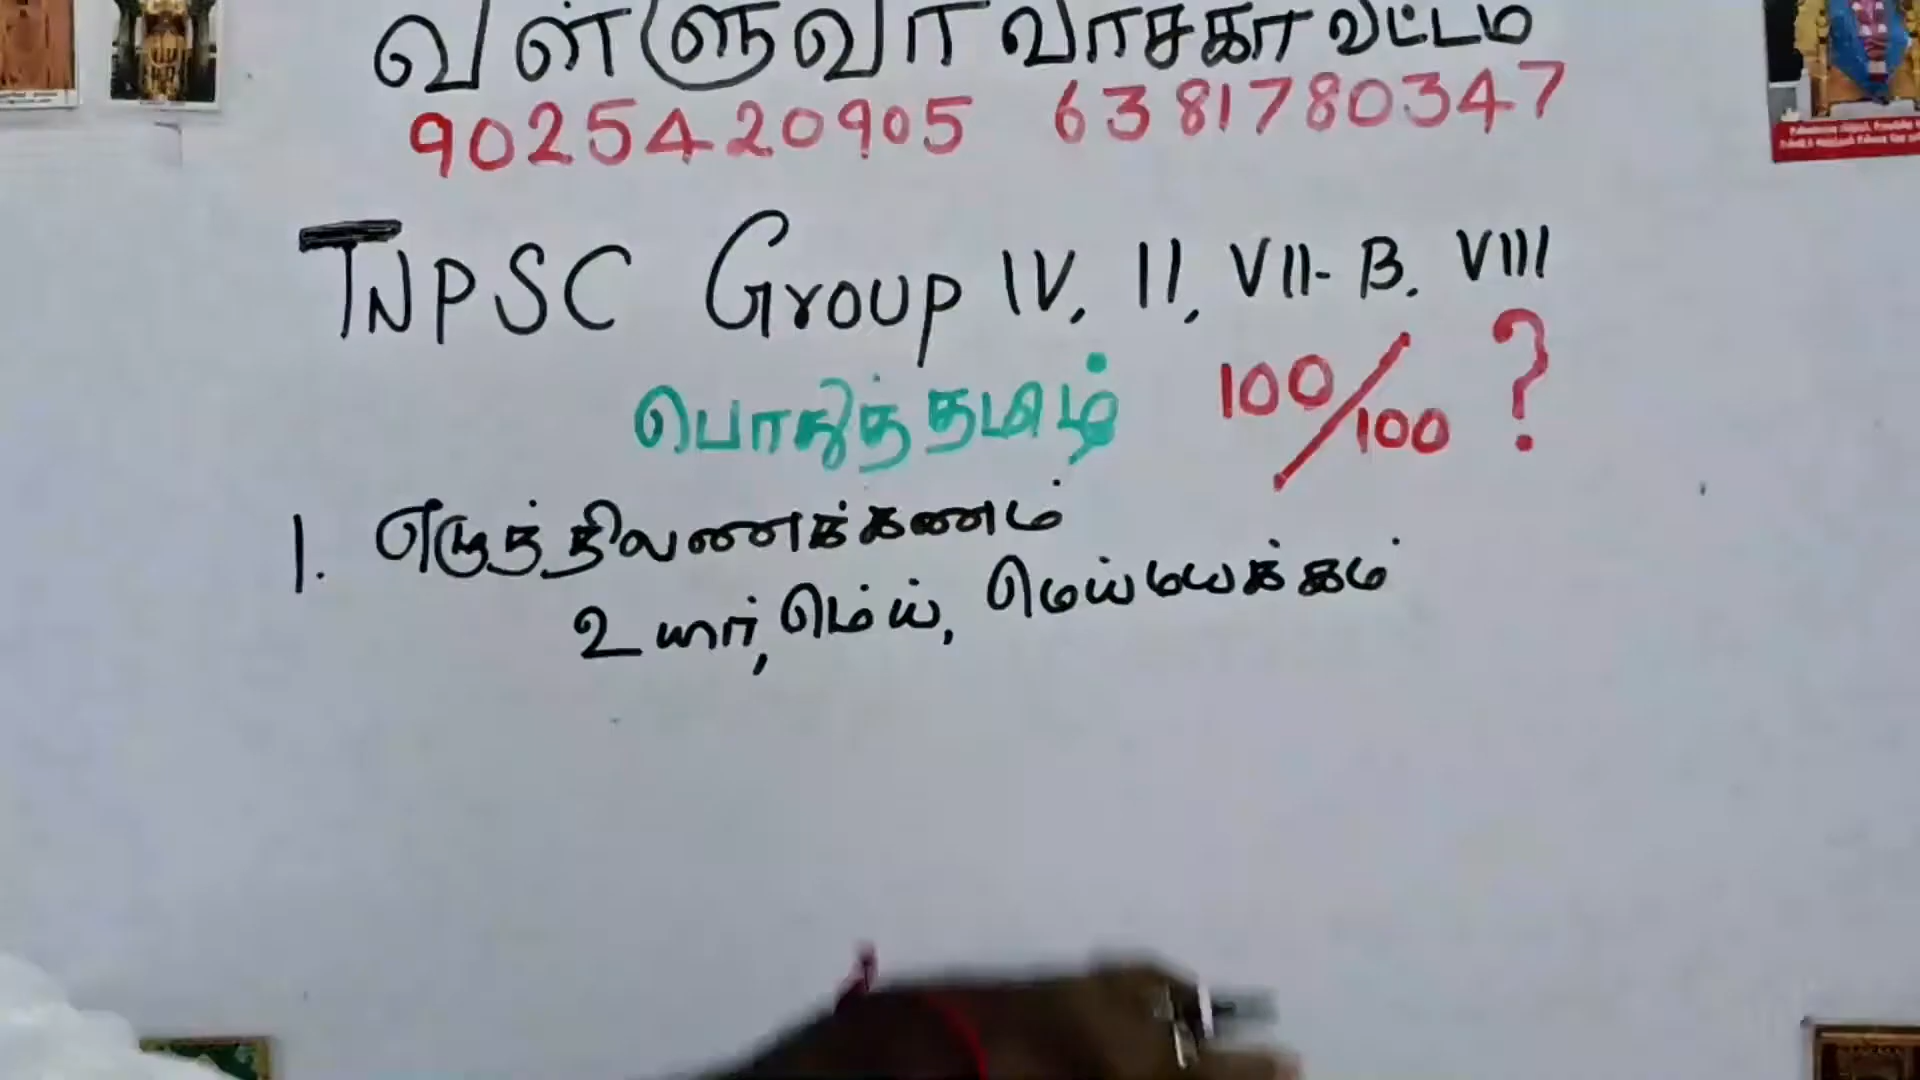 வள்ளுவர் வாசகர் வட்டம்
9025420905 6381780347
TNPSC Group IV, II, VII-B, VIII
பொதுத்தமிழ் 100/100 ?
1. எழுத்திலணக்கணம்
உயிர், மெய், மெய்மயக்கம்